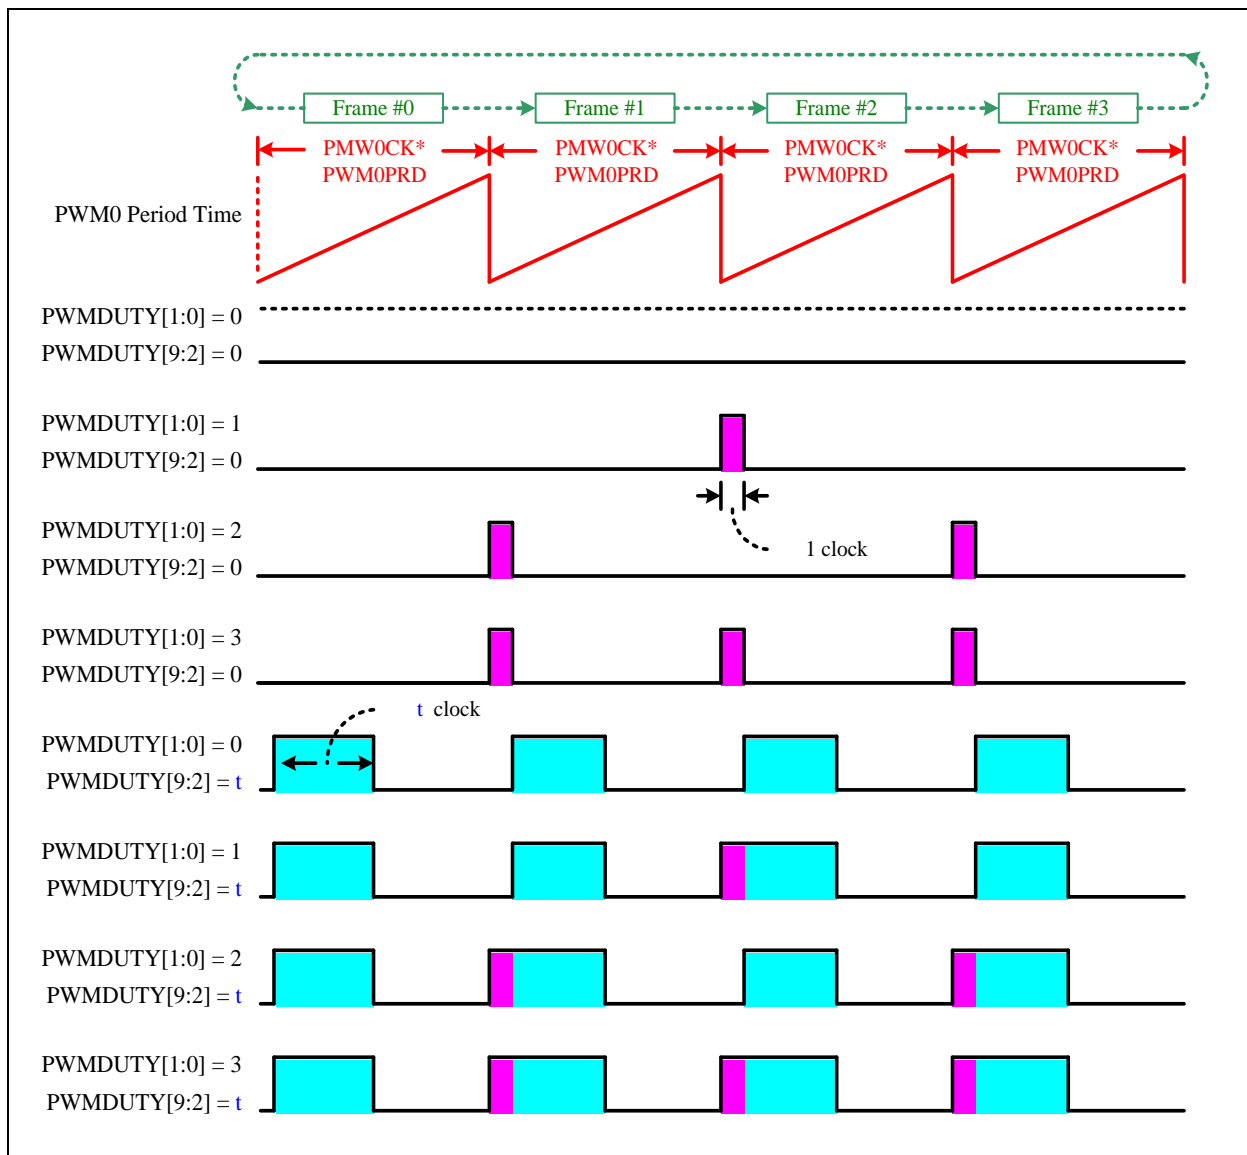 Frame #0 Frame #1 Frame #2 Frame #3
PMW0CK* PMW0CK* PMW0CK* PMW0CK*
PWM0PRD PWM0PRD PWM0PRD PWM0PRD
PWM0 Period Time
PWMDUTY[1:0] = 0
PWMDUTY[9:2] = 0
PWMDUTY[1:0] = 1
PWMDUTY[9:2] = 0
PWMDUTY[1:0] = 2
1 clock
PWMDUTY[9:2] = 0
PWMDUTY[1:0] = 3
PWMDUTY[9:2] = 0
t clock
PWMDUTY[1:0] = 0
PWMDUTY[9:2] = t
PWMDUTY[1:0] = 1
PWMDUTY[9:2] = t
PWMDUTY[1:0] = 2
PWMDUTY[9:2] = t
PWMDUTY[1:0] = 3
PWMDUTY[9:2] = t